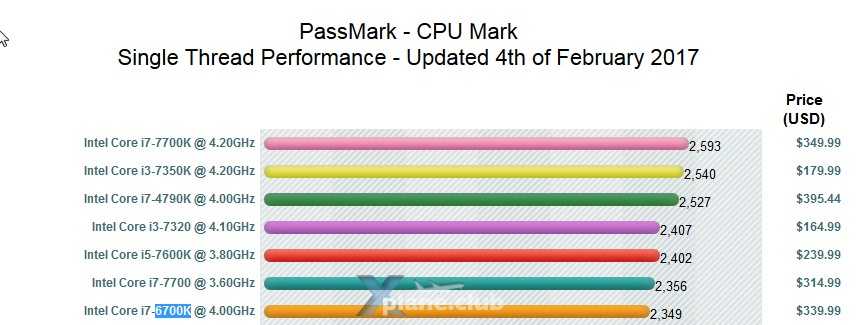 PassMark - CPU Mark
Single Thread Performance - Updated 4th of February 2017
Price
(USD)
Intel Core i7-7700K @ 4.20GHz 2,593 $349.99
Intel Core i3-7350K @ 4.20GHz 2,540 $179.99
Intel Core i7-4790K @ 4.00GHz 2,527 $395.44
Intel Core i3-7320 @ 4.10GHz 2,407 $164.99
Intel Core i5-7600K @ 3.80GHz 2,402 $239.99
Intel Core i7-7700 @ 3.60GHz 2,356 $314.99
Xplane.club
Intel Core i7-6700K @ 4.00GHz 2,349 $339.99